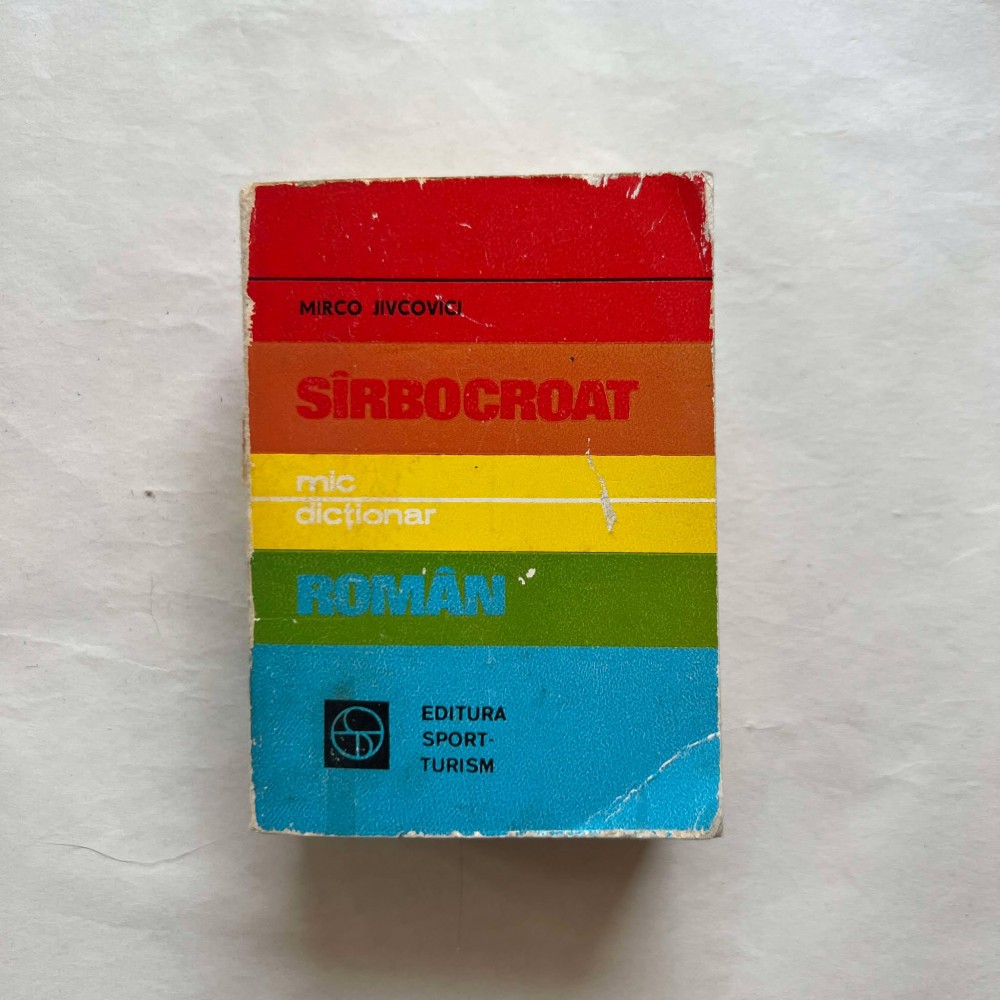 MIRCO JIVCOVICI
SÎRBOCROAT
mic
dicționar
ROMÂN
EDITURA
SPORT-
TURISM